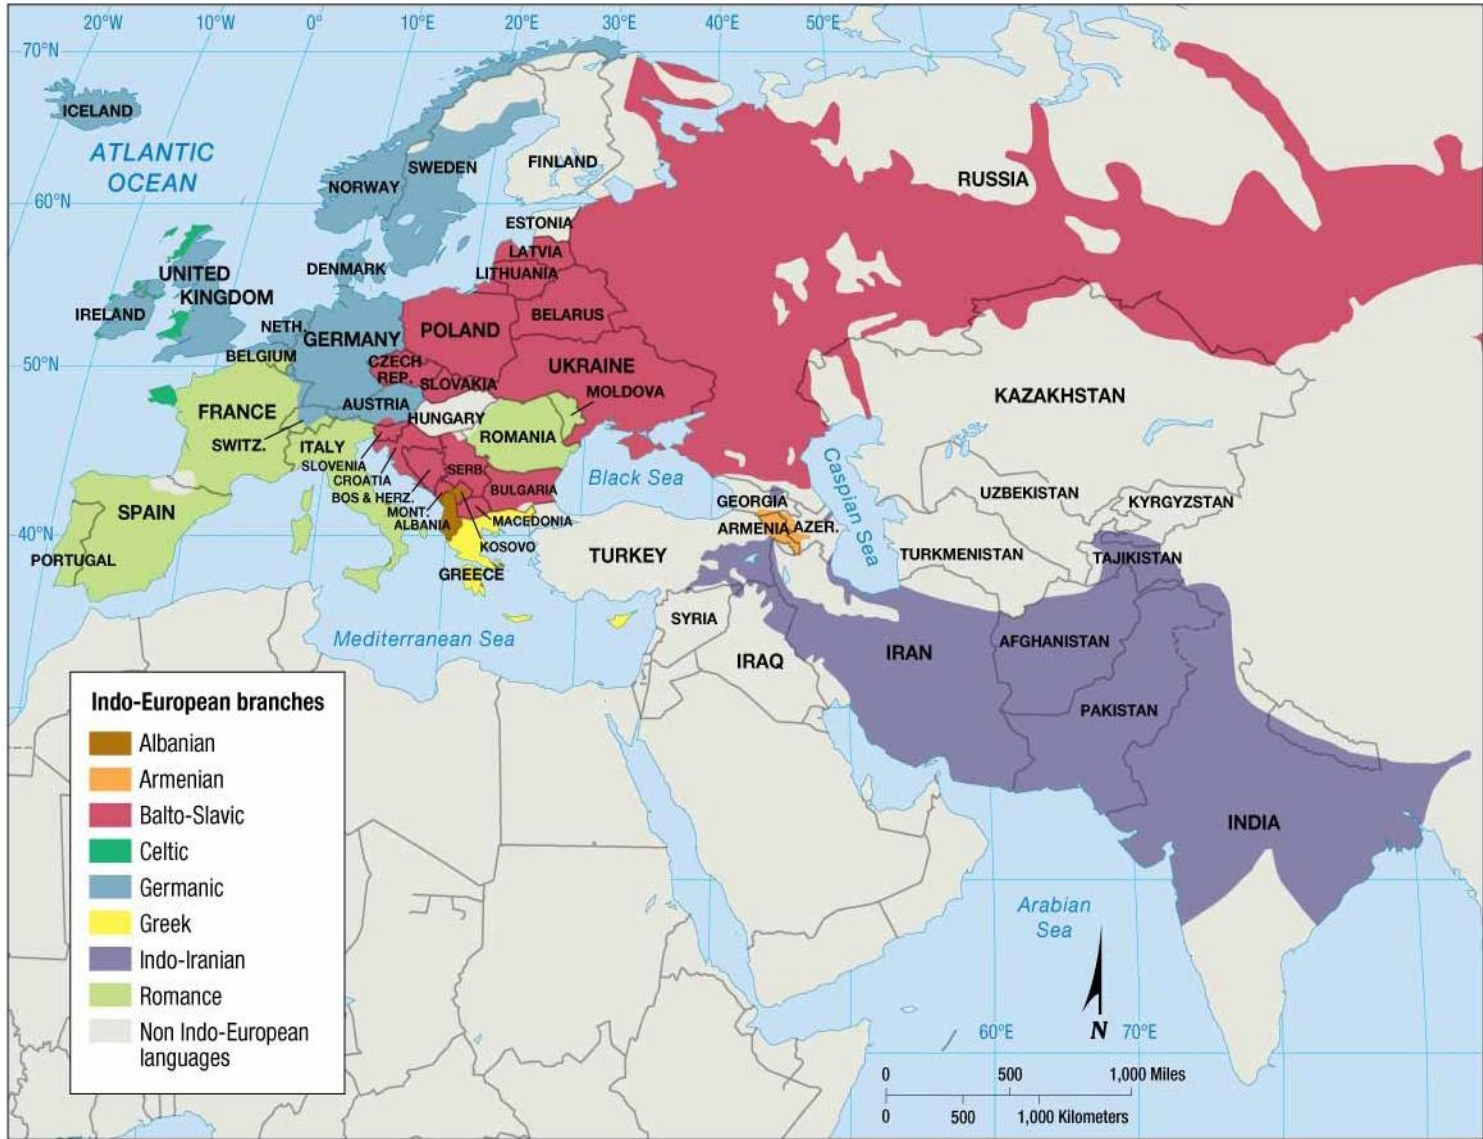 20°W
10°W
0°
10°E
20°E
30°E
40°E
50°E
70°N
ICELAND
ATLANTIC
OCEAN
SWEDEN
FINLAND
NORWAY
RUSSIA
60°N
ESTONIA
LATVIA
LITHUANIA
DENMARK
UNITED
KINGDOM
IRELAND
BELARUS
NETH.
GERMANY
POLAND
BELGIUM
50°N
CZECH
REP.
UKRAINE
SLOVAKIA
MOLDOVA
KAZAKHSTAN
AUSTRIA
FRANCE
HUNGARY
SWITZ.
ITALY
ROMANIA
SLOVENIA
CROATIA
SERB.
Black Sea
Caspian Sea
BOS & HERZ.
BULGARIA
UZBEKISTAN
KYRGYZSTAN
GEORGIA
SPAIN
MONT.
ALBANIA
MACEDONIA
ARMENIA
AZER.
40°N
KOSOVO
PORTUGAL
GREECE
TURKEY
TURKMENISTAN
TAJIKISTAN
SYRIA
Mediterranean Sea
IRAQ
IRAN
AFGHANISTAN
PAKISTAN
INDIA
Arabian
Sea
Indo-European branches
Albanian
Armenian
Balto-Slavic
Celtic
Germanic
Greek
Indo-Iranian
Romance
Non Indo-European
languages
60°E
N
70°E
0
500
1,000 Miles
0
500
1,000 Kilometers